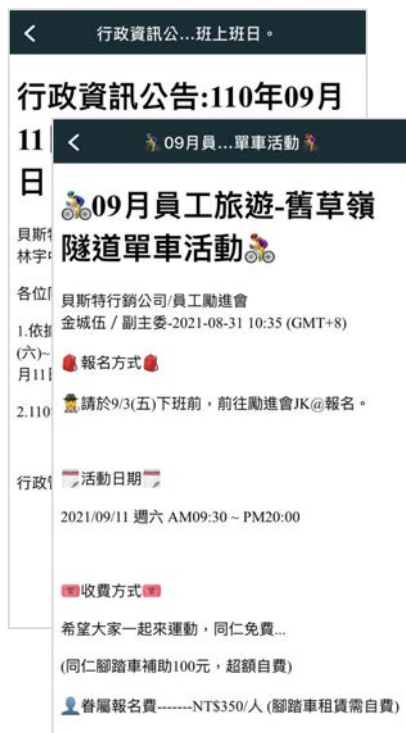 行政資訊公...班上班日。
行政資訊公告:110年09月
11
日
貝斯
林宇
各位
1.依
(六)~
月11
2.110
行政
09月員...單車活動
09月員工旅遊-舊草嶺
隧道單車活動
貝斯特行銷公司/員工勵進會
金城伍 / 副主委-2021-08-31 10:35 (GMT+8)
報名方式
請於9/3(五)下班前,前往勵進會JK@報名。
活動日期
2021/09/11 週六 AM09:30 ~ PM20:00
收費方式
希望大家一起來運動,同仁免費...
(同仁腳踏車補助100元,超額自費)
眷屬報名費-------NT$350/人 (腳踏車租賃需自費)